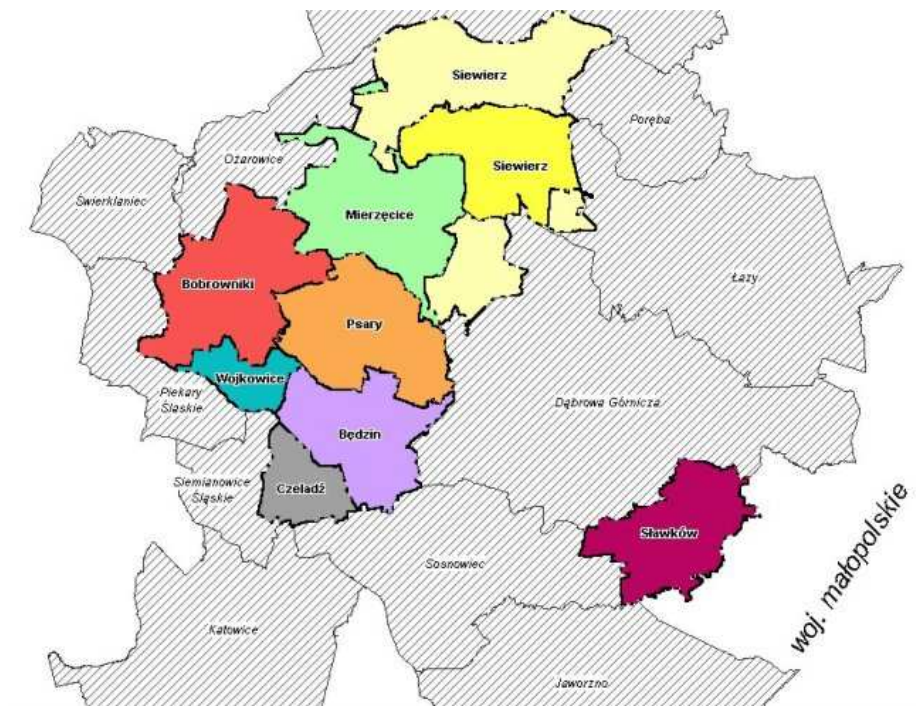 Siewierz
Poręba
Ożarowice
Siewierz
Świerklaniec
Mierzęcice
Łazy
Bobrowniki
Psary
Wojkowice
Piekary
Śląskie
Dąbrowa Górnicza
Będzin
Siemianowice
Śląskie
Czeladź
Sławków
woj. małopolskie
Sosnowiec
Katowice
Jaworzno